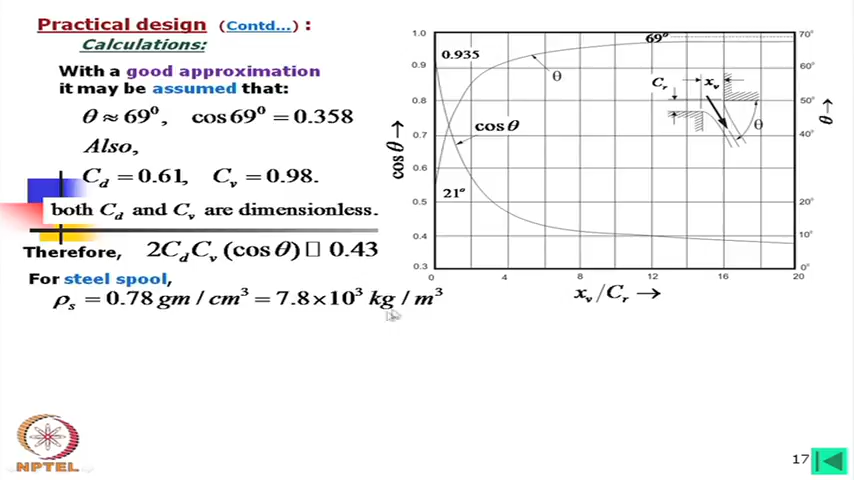 Practical design (Contd...) :
Calculations:
With a good approximation
it may be assumed that:
θ ≈ 69⁰, cos 69⁰ = 0.358
Also,
C_d = 0.61, C_v = 0.98.
both C_d and C_v are dimensionless.
Therefore, 2C_d C_v (cos θ) □ 0.43
For steel spool,
ρ_s = 0.78 gm / cm³ = 7.8 × 10³ kg / m³
1.0
0.9
0.8
0.7
0.6
0.5
0.4
0.3
cos θ →
0.935
21°
cos θ
θ
69°
C_r
x_v
θ
70°
60°
50°
40°
20°
10°
0°
θ →
0
4
8
12
16
20
x_v / C_r →
NPTEL
17